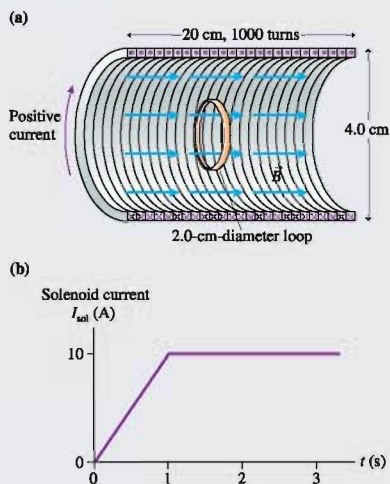 (a)
20 cm, 1000 turns
Positive
current
4.0 cm
B
2.0-cm-diameter loop
(b)
Solenoid current
I_sol (A)
10
0
0
1
2
3
t (s)